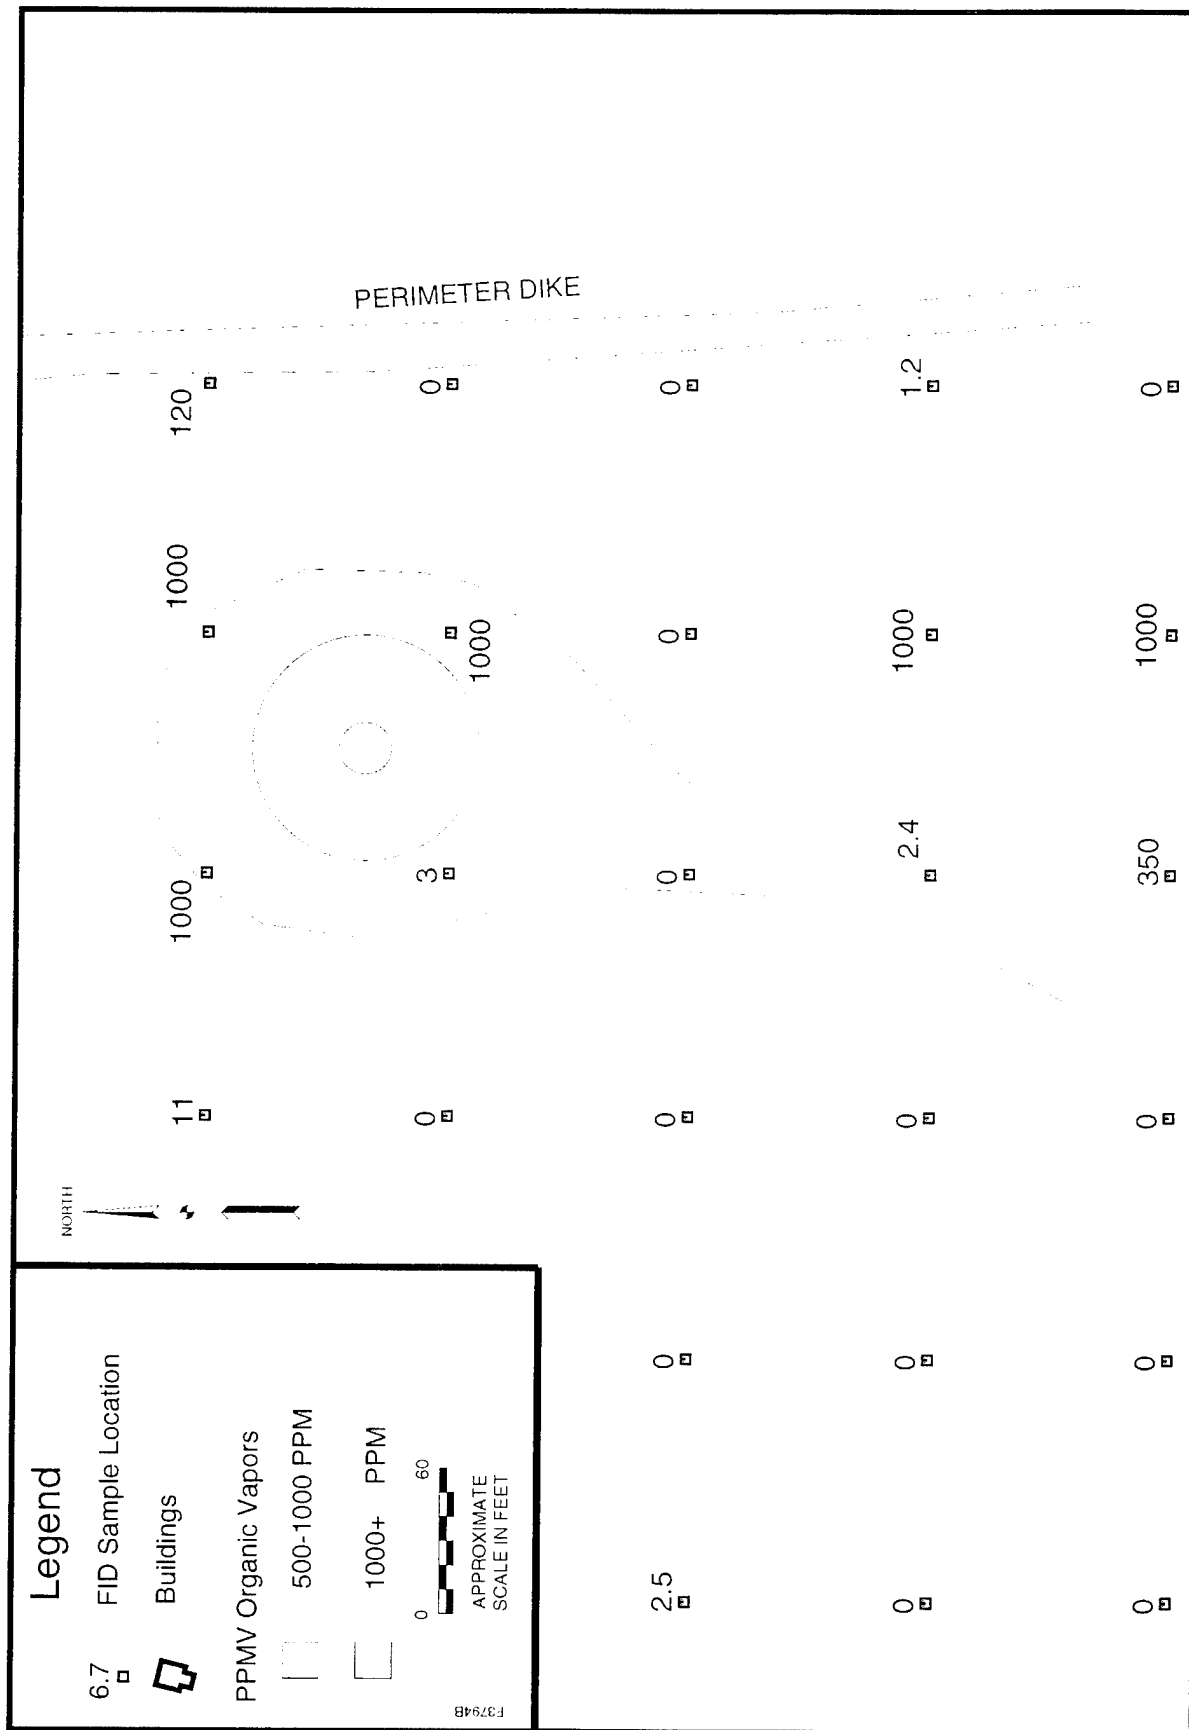 Legend
6.7
FID Sample Location
Buildings
PPMV Organic Vapors
500-1000 PPM
1000+ PPM
0
60
APPROXIMATE
SCALE IN FEET
F3794B
NORTH
PERIMETER DIKE
11
1000
1000
120
0
3
1000
0
2.5
0
0
0
0
0
0
0
0
2.4
1000
1.2
0
0
0
350
1000
0